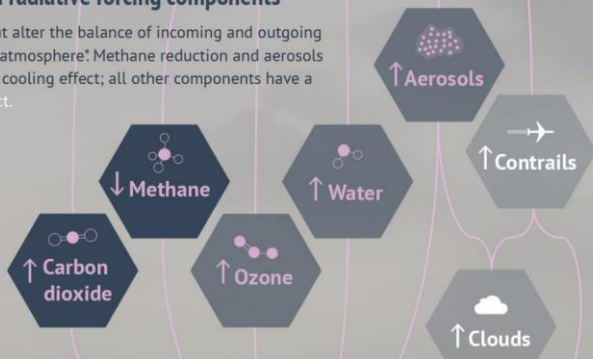 radiative forcing components
t alter the balance of incoming and outgoing
atmosphere*. Methane reduction and aerosols
cooling effect; all other components have a
ct.
↑ Aerosols
↑ Contrails
↓ Methane
↑ Water
↑ Carbon
dioxide
↑ Ozone
↑ Clouds